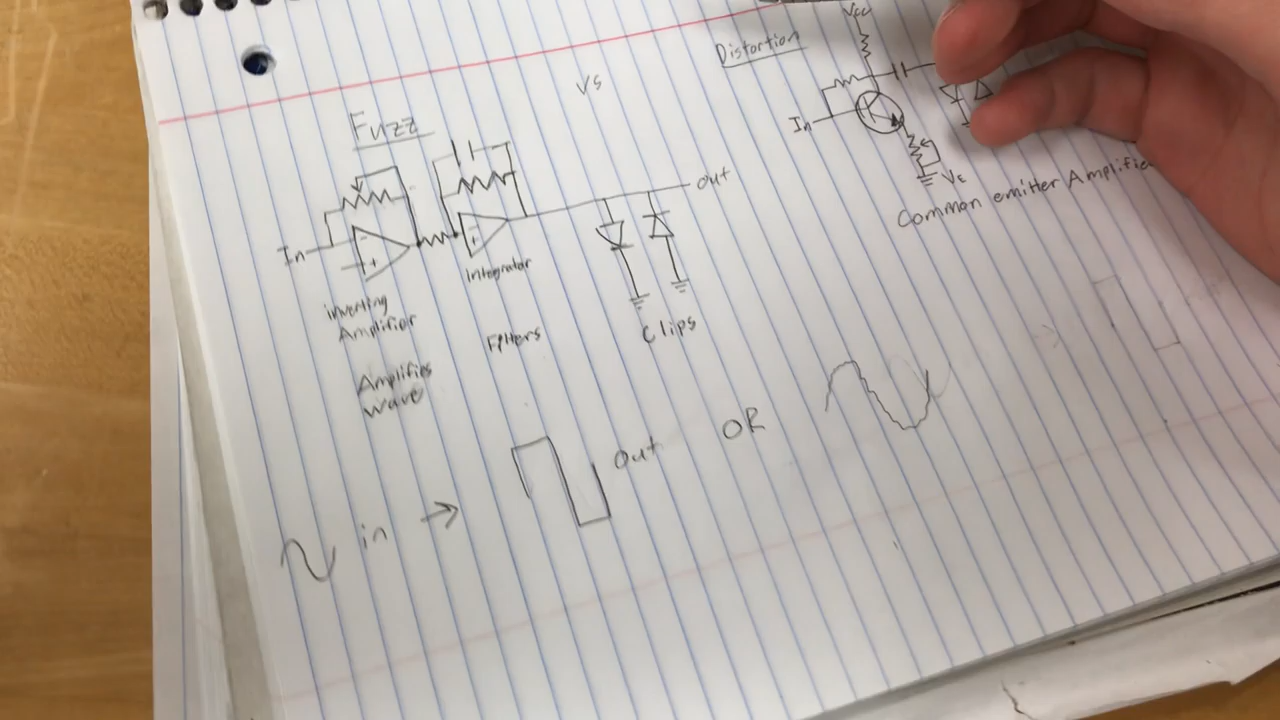 Distortion
Vcc
vs
Fuzz
In
VE
Common emitter Amplifie
In
- +
- +
out
inverting
Amplifier
Integrator
Filters
Clips
Amplifies
wave
in
Out
OR